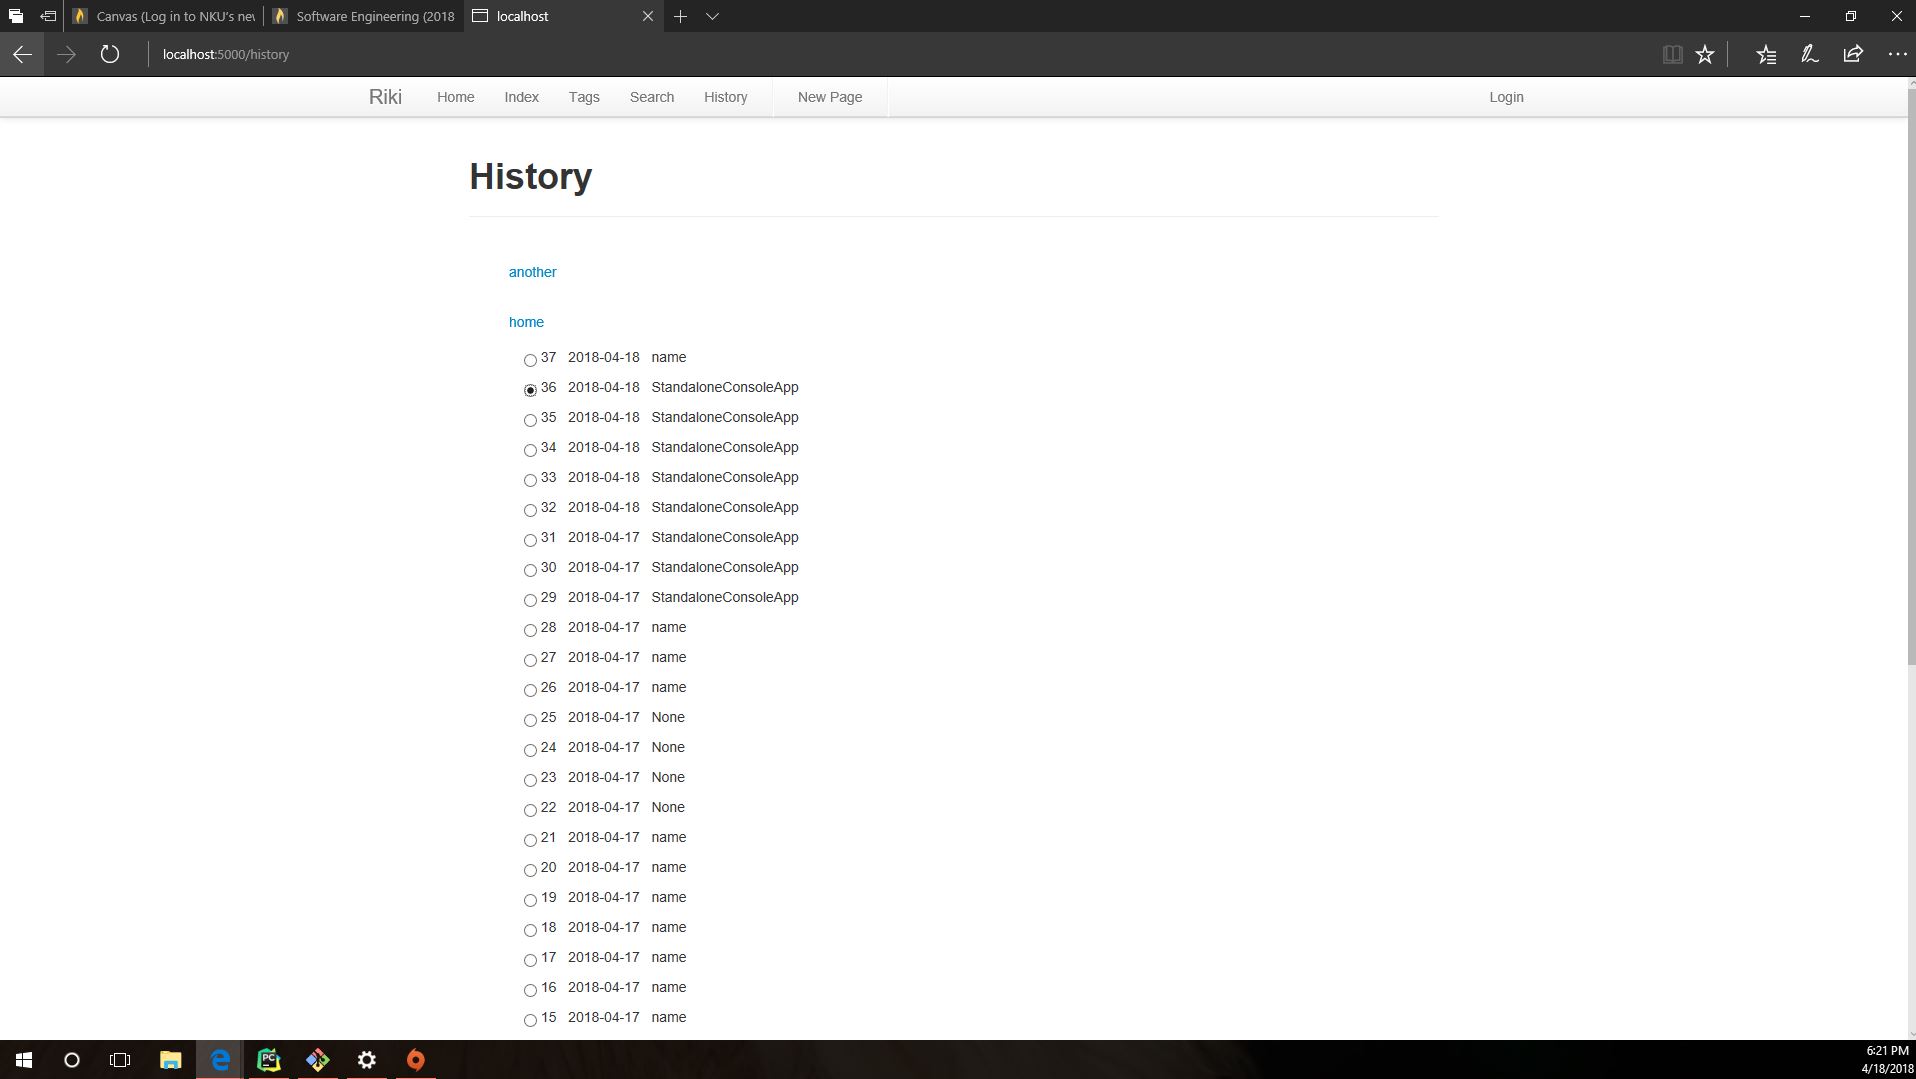 Canvas (Log in to NKU's nev
Software Engineering (2018
localhost
localhost:5000/history
Riki Home Index Tags Search History New Page Login
History
another
home
37 2018-04-18 name
36 2018-04-18 StandaloneConsoleApp
35 2018-04-18 StandaloneConsoleApp
34 2018-04-18 StandaloneConsoleApp
33 2018-04-18 StandaloneConsoleApp
32 2018-04-18 StandaloneConsoleApp
31 2018-04-17 StandaloneConsoleApp
30 2018-04-17 StandaloneConsoleApp
29 2018-04-17 StandaloneConsoleApp
28 2018-04-17 name
27 2018-04-17 name
26 2018-04-17 name
25 2018-04-17 None
24 2018-04-17 None
23 2018-04-17 None
22 2018-04-17 None
21 2018-04-17 name
20 2018-04-17 name
19 2018-04-17 name
18 2018-04-17 name
17 2018-04-17 name
16 2018-04-17 name
15 2018-04-17 name
PC
6:21 PM
4/18/2018